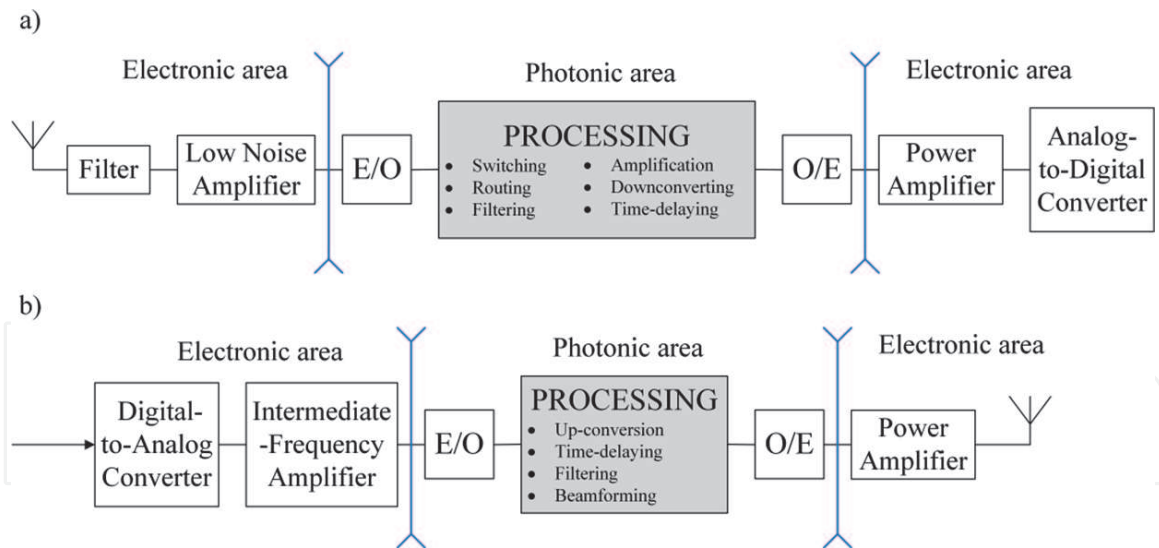 a)
Electronic area
Photonic area
Electronic area
Filter
Low Noise
Amplifier
E/O
PROCESSING
• Switching
• Routing
• Filtering
• Amplification
• Downconverting
• Time-delaying
O/E
Power
Amplifier
Analog-
to-Digital
Converter
b)
Electronic area
Photonic area
Electronic area
Digital-
to-Analog
Converter
Intermediate
-Frequency
Amplifier
E/O
PROCESSING
• Up-conversion
• Time-delaying
• Filtering
• Beamforming
O/E
Power
Amplifier